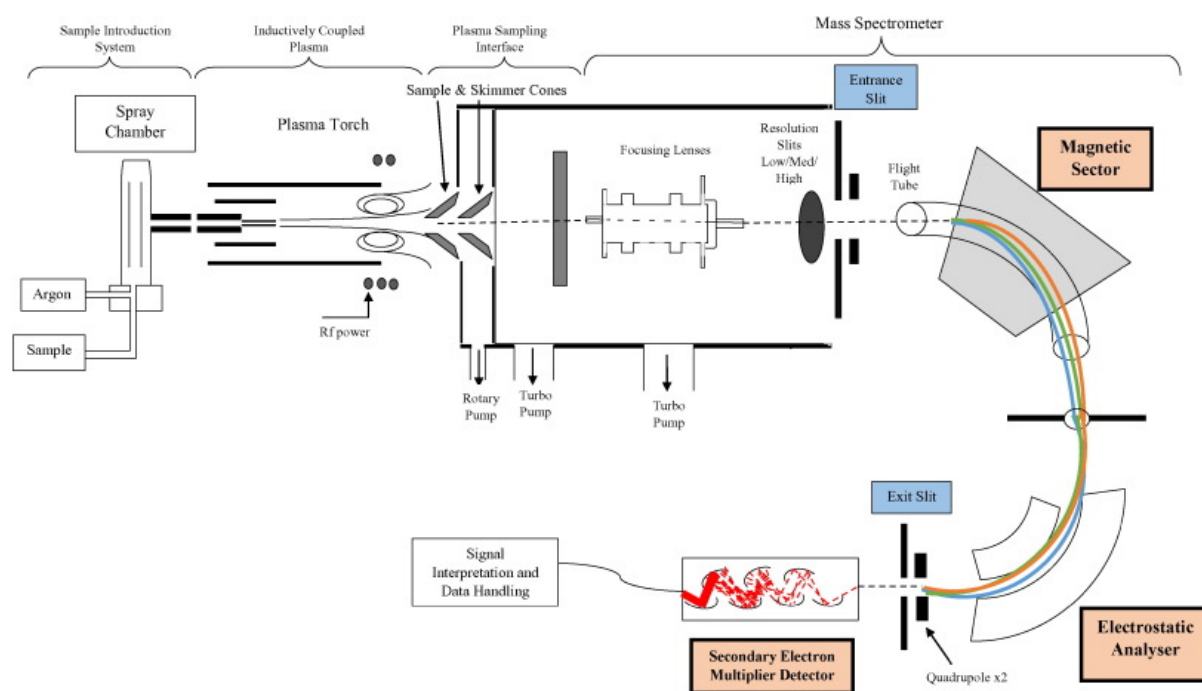 Mass Spectrometer
Sample Introduction
System
Inductively Coupled
Plasma
Plasma Sampling
Interface
Sample & Skimmer Cones
Entrance
Slit
Spray
Chamber
Plasma Torch
Focusing Lenses
Resolution
Slits
Low/Med/
High
Flight
Tube
Magnetic
Sector
Argon
Sample
Rf power
Rotary
Pump
Turbo
Pump
Turbo
Pump
Exit Slit
Signal
Interpretation and
Data Handling
Secondary Electron
Multiplier Detector
Quadrupole x2
Electrostatic
Analyser